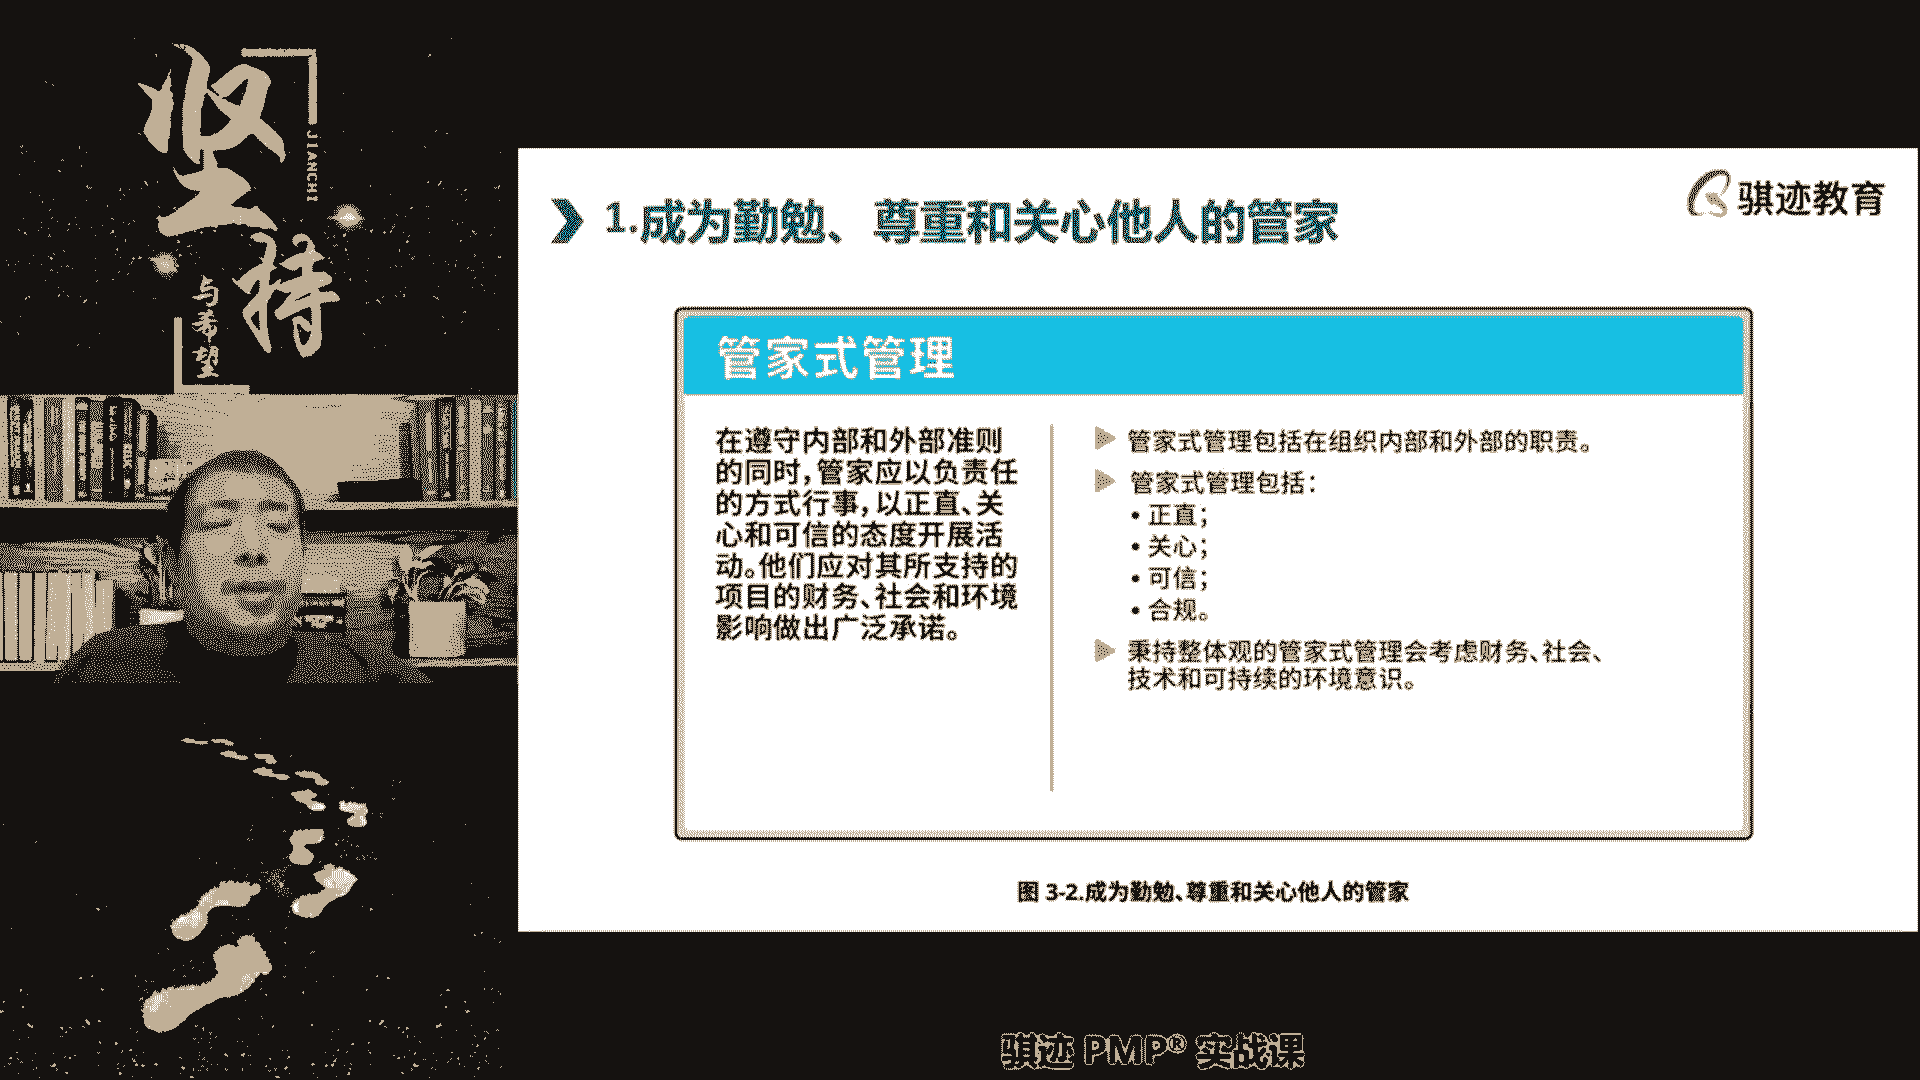 坚持
JIANCHI
与希望
骐迹教育
1.成为勤勉、尊重和关心他人的管家
管家式管理
在遵守内部和外部准则
的同时,管家应以负责任
的方式行事,以正直、关
心和可信的态度开展活
动。他们应对其所支持的
项目的财务、社会和环境
影响做出广泛承诺。
管家式管理包括在组织内部和外部的职责。
管家式管理包括:
• 正直;
• 关心;
• 可信;
• 合规。
秉持整体观的管家式管理会考虑财务、社会、
技术和可持续的环境意识。
图 3-2.成为勤勉、尊重和关心他人的管家
骐迹 PMP® 实战课